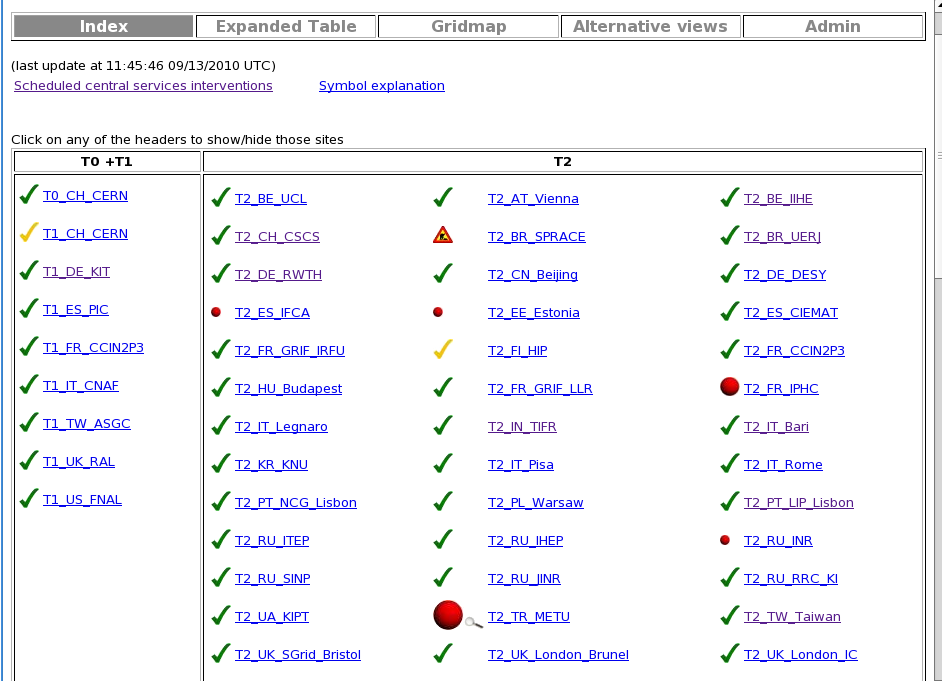 Index Expanded Table Gridmap Alternative views Admin
(last update at 11:45:46 09/13/2010 UTC)
Scheduled central services interventions Symbol explanation
Click on any of the headers to show/hide those sites
T0 +T1 T2
T0_CH_CERN T2_BE_UCL T2_AT_Vienna T2_BE_IIHE
T1_CH_CERN T2_CH_CSCS T2_BR_SPRACE T2_BR_UERJ
T1_DE_KIT T2_DE_RWTH T2_CN_Beijing T2_DE_DESY
T1_ES_PIC T2_ES_IFCA T2_EE_Estonia T2_ES_CIEMAT
T1_FR_CCIN2P3 T2_FR_GRIF_IRFU T2_FI_HIP T2_FR_CCIN2P3
T1_IT_CNAF T2_HU_Budapest T2_FR_GRIF_LLR T2_FR_IPHC
T1_TW_ASGC T2_IT_Legnaro T2_IN_TIFR T2_IT_Bari
T1_UK_RAL T2_KR_KNU T2_IT_Pisa T2_IT_Rome
T1_US_FNAL T2_PT_NCG_Lisbon T2_PL_Warsaw T2_PT_LIP_Lisbon
T2_RU_ITEP T2_RU_IHEP T2_RU_INR
T2_RU_SINP T2_RU_JINR T2_RU_RRC_KI
T2_UA_KIPT T2_TR_METU T2_TW_Taiwan
T2_UK_SGrid_Bristol T2_UK_London_Brunel T2_UK_London_IC